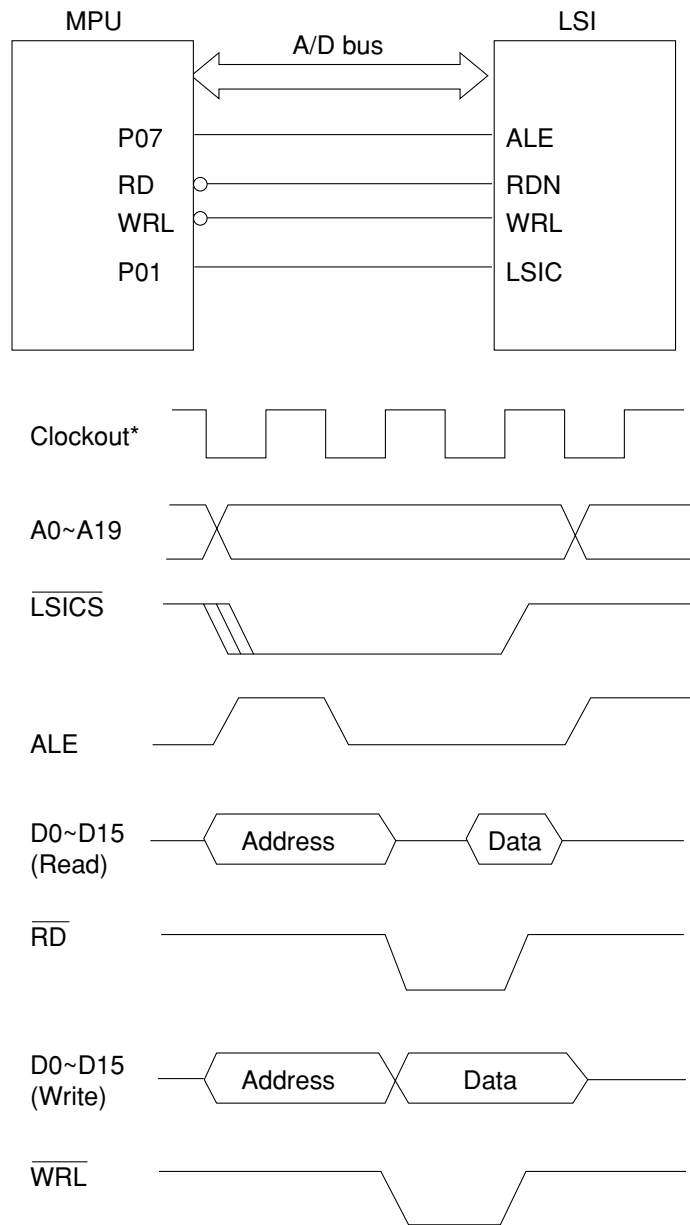 MPU
LSI
A/D bus
P07
ALE
RD
RDN
WRL
WRL
P01
LSIC
Clockout*
A0~A19
LSICS
ALE
D0~D15
(Read)
Address
Data
RD
D0~D15
(Write)
Address
Data
WRL